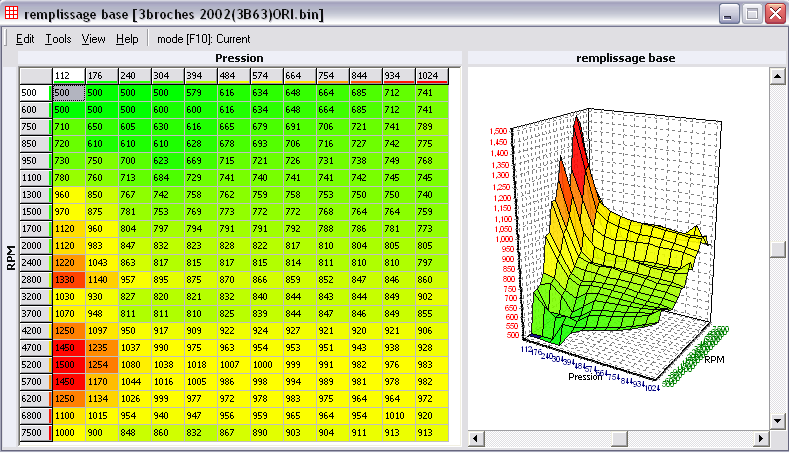 remplissage base [3broches 2002(3B63)ORI.bin]
Edit Tools View Help mode [F10]: Current
Pression
112 176 240 304 394 484 574 664 754 844 934 1024
500 500 500 500 500 579 616 634 648 664 685 712 741
600 500 500 500 600 600 616 634 648 664 685 712 741
750 710 650 605 630 616 665 679 691 706 721 741 789
850 720 610 610 610 628 678 693 706 716 727 742 775
950 730 750 700 623 669 715 721 726 731 738 749 768
1100 780 760 713 684 729 741 740 741 741 742 745 745
1300 960 850 767 742 758 762 759 758 753 750 750 740
1500 970 875 781 753 769 773 772 772 768 764 764 759
1700 1120 960 804 797 794 791 791 792 788 786 781 773
2000 1120 983 847 832 823 828 822 817 810 804 805 805
2400 1220 1043 863 817 815 817 815 814 811 810 810 797
2800 1330 1140 957 895 875 870 866 859 852 847 846 860
3200 1030 930 827 820 821 832 840 844 843 844 849 902
3700 1070 948 811 811 810 825 839 844 847 846 849 855
4200 1250 1097 950 917 909 922 924 927 921 920 921 906
4700 1450 1235 1037 990 975 963 954 953 951 943 938 928
5200 1500 1254 1080 1038 1018 1007 1000 999 991 982 976 983
5700 1450 1170 1044 1016 1005 986 998 994 989 981 978 982
6200 1250 1134 1026 999 977 972 978 983 975 964 964 972
6800 1100 1015 954 940 947 956 959 965 964 954 1010 920
7500 1000 900 848 860 832 867 890 903 904 911 913 913
RPM
remplissage base
1,500
1,450
1,400
1,350
1,300
1,250
1,200
1,150
1,100
1,050
1,000
950
900
850
800
750
700
650
600
550
500
112 176 240 304 394 484 574 664 754 844 934 1024
Pression
RPM